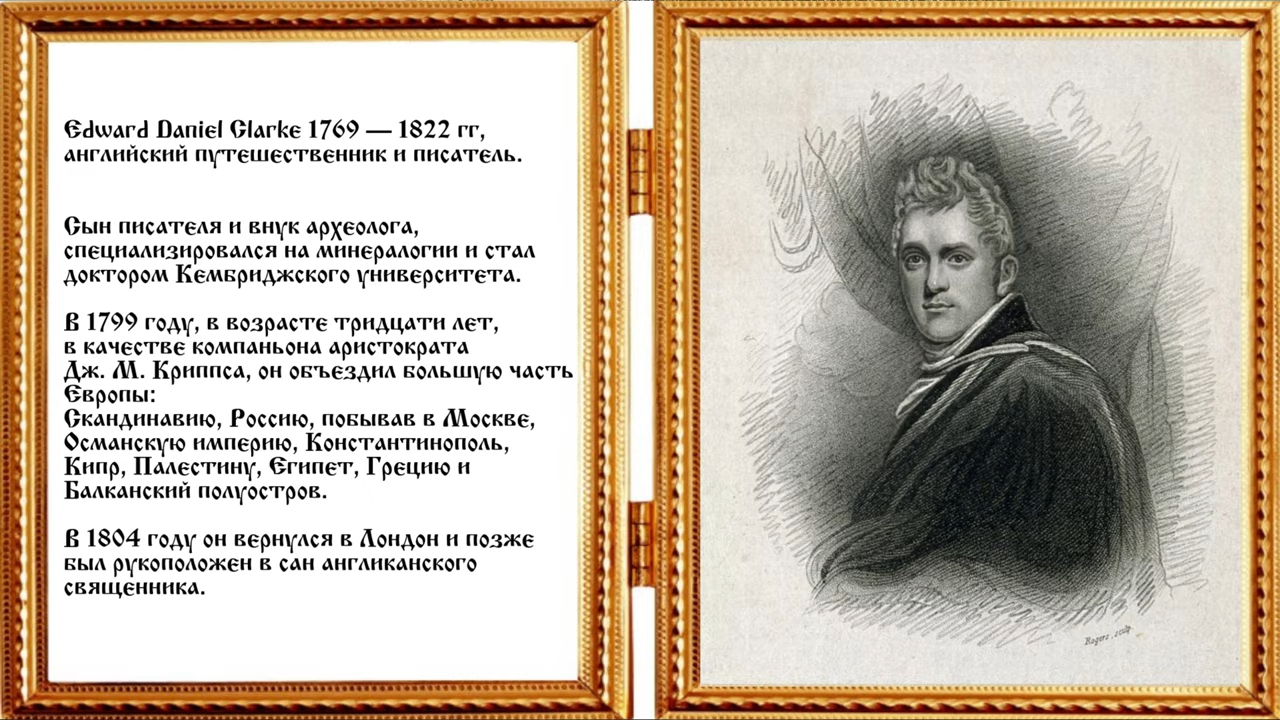 Edward Daniel Clarke 1769 — 1822 гг,
английский путешественник и писатель.
Сын писателя и внук археолога,
специализировался на минералогии и стал
доктором Кембриджского университета.
В 1799 году, в возрасте тридцати лет,
в качестве компаньона аристократа
Дж. М. Криппса, он объездил большую часть
Европы:
Скандинавию, Россию, побывав в Москве,
Османскую империю, Константинополь,
Кипр, Палестину, Египет, Грецию и
Балканский полуостров.
В 1804 году он вернулся в Лондон и позже
был рукоположен в сан англиканского
священника.
Rogers. sculp